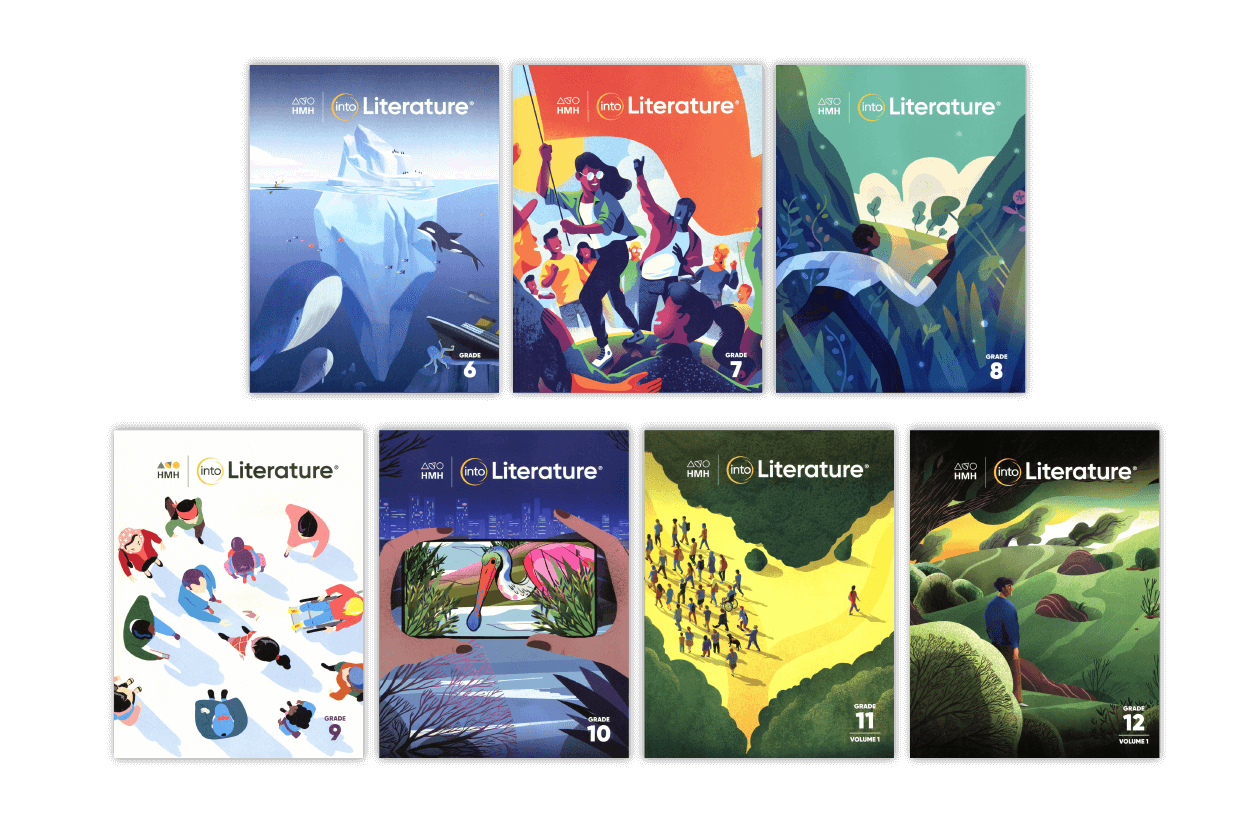 HMH into Literature®
GRADE
6
HMH into Literature®
GRADE
7
HMH into Literature®
GRADE
8
HMH into Literature®
GRADE
9
HMH into Literature®
GRADE
10
HMH into Literature®
GRADE
11
VOLUME 1
HMH into Literature®
GRADE
12
VOLUME 1